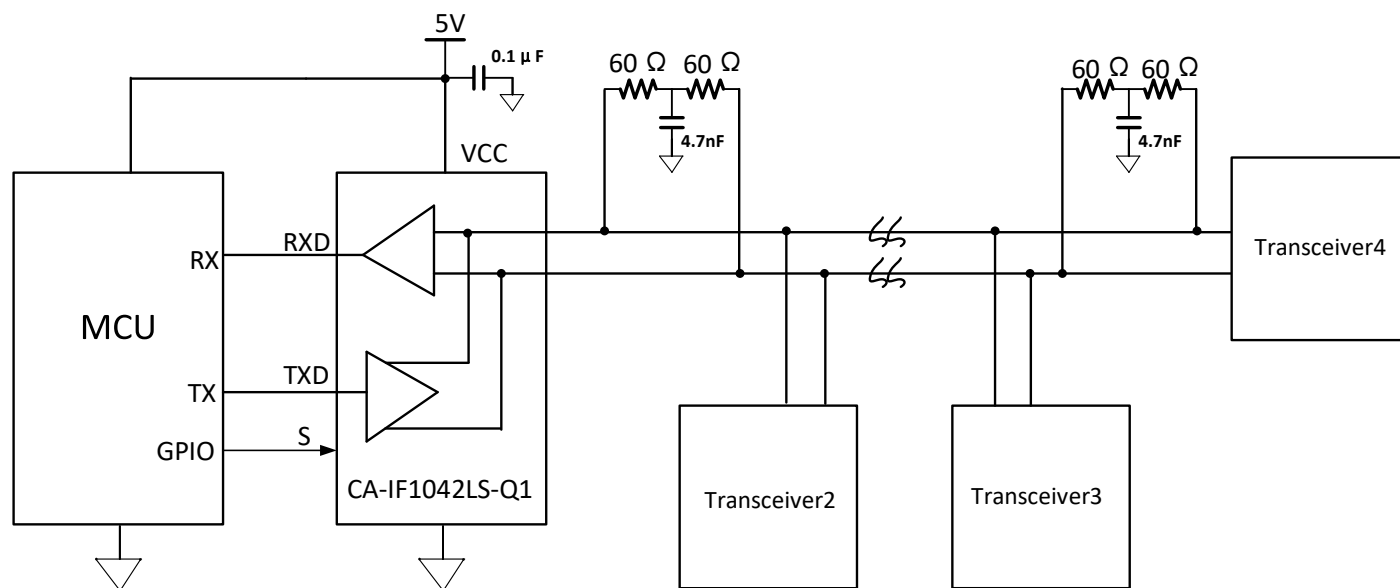 5V
0.1 μ F
60 Ω 60 Ω
60 Ω 60 Ω
4.7nF
4.7nF
VCC
RXD
RX
MCU
TXD
TX
S
GPIO
CA-IF1042LS-Q1
Transceiver2
Transceiver3
Transceiver4